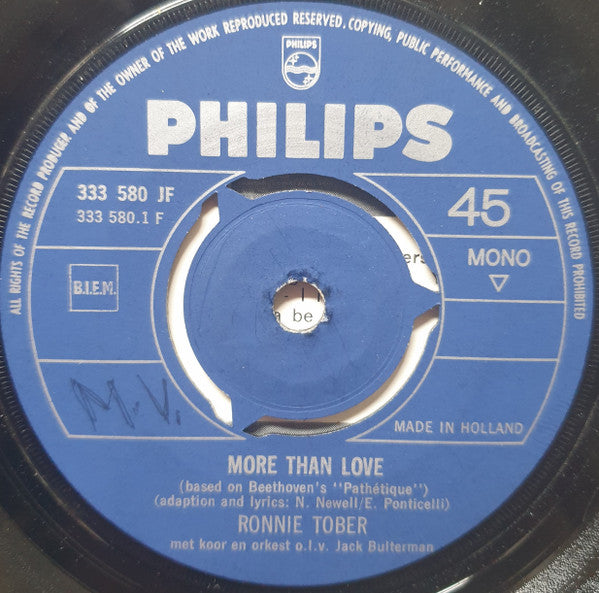 ALL RIGHTS OF THE RECORD PRODUCER AND OF THE OWNER OF THE WORK REPRODUCED RESERVED. COPYING, PUBLIC PERFORMANCE AND BROADCASTING OF THIS RECORD PROHIBITED
PHILIPS
PHILIPS
333 580 JF
333 580.1 F
45
MONO
B.I.E.M.
M.V.
be
MADE IN HOLLAND
MORE THAN LOVE
(based on Beethoven's "Pathétique")
(adaption and lyrics: N. Newell/E. Ponticelli)
RONNIE TOBER
met koor en orkest o.l.v. Jack Bulterman